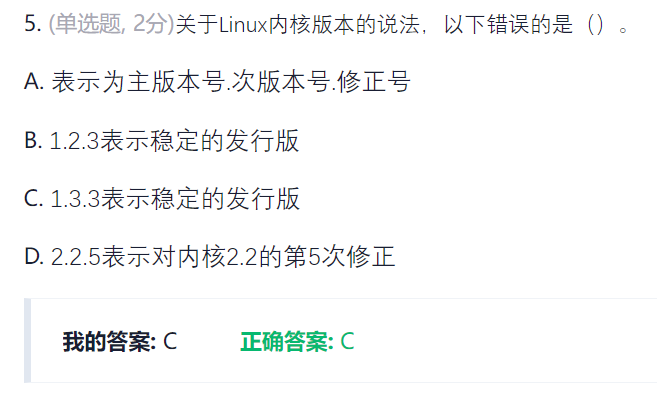 5. (单选题, 2分)关于Linux内核版本的说法，以下错误的是（）。
A. 表示为主版本号.次版本号.修正号
B. 1.2.3表示稳定的发行版
C. 1.3.3表示稳定的发行版
D. 2.2.5表示对内核2.2的第5次修正
我的答案: C 正确答案: C